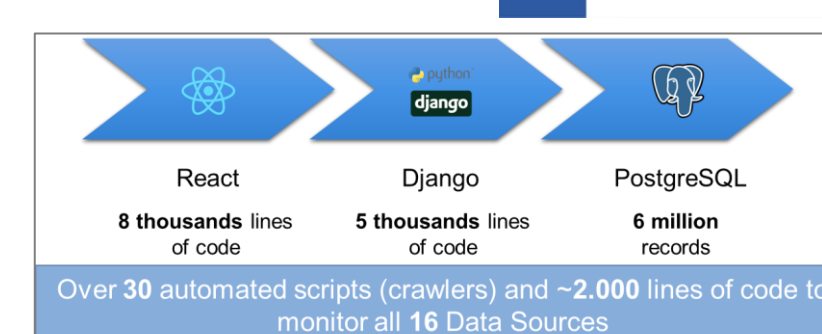 python
django
React
Django
PostgreSQL
8 thousands lines
of code
5 thousands lines
of code
6 million
records
Over 30 automated scripts (crawlers) and ~2.000 lines of code to
monitor all 16 Data Sources